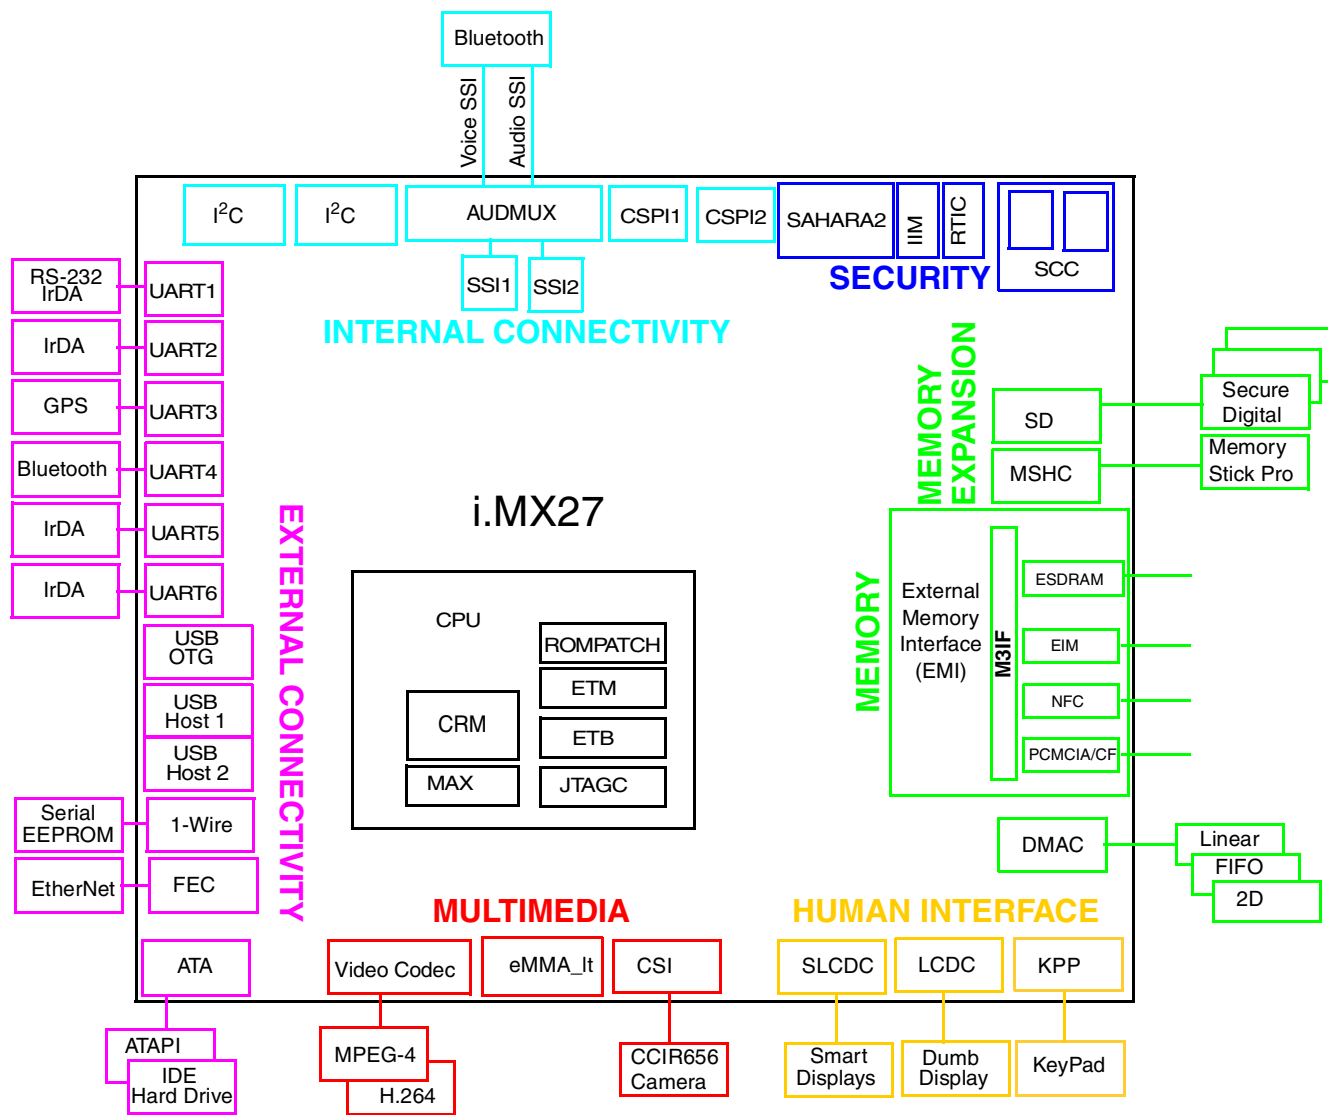 Bluetooth
Voice SSI
Audio SSI
I²C
I²C
AUDMUX
CSPI1
CSPI2
SAHARA2
IIM
RTIC
SCC
SECURITY
SSI1
SSI2
INTERNAL CONNECTIVITY
RS-232
IrDA
UART1
IrDA
UART2
GPS
UART3
Bluetooth
UART4
IrDA
UART5
IrDA
UART6
USB
OTG
USB
Host 1
USB
Host 2
Serial
EEPROM
1-Wire
EtherNet
FEC
EXTERNAL CONNECTIVITY
ATA
ATAPI
IDE
Hard Drive
i.MX27
CPU
CRM
MAX
ROMPATCH
ETM
ETB
JTAGC
MEMORY
EXPANSION
SD
Secure
Digital
MSHC
Memory
Stick Pro
MEMORY
External
Memory
Interface
(EMI)
M3IF
ESDRAM
EIM
NFC
PCMCIA/CF
DMAC
Linear
FIFO
2D
MULTIMEDIA
Video Codec
eMMA_lt
CSI
MPEG-4
H.264
CCIR656
Camera
HUMAN INTERFACE
SLCDC
LCDC
KPP
Smart
Displays
Dumb
Display
KeyPad